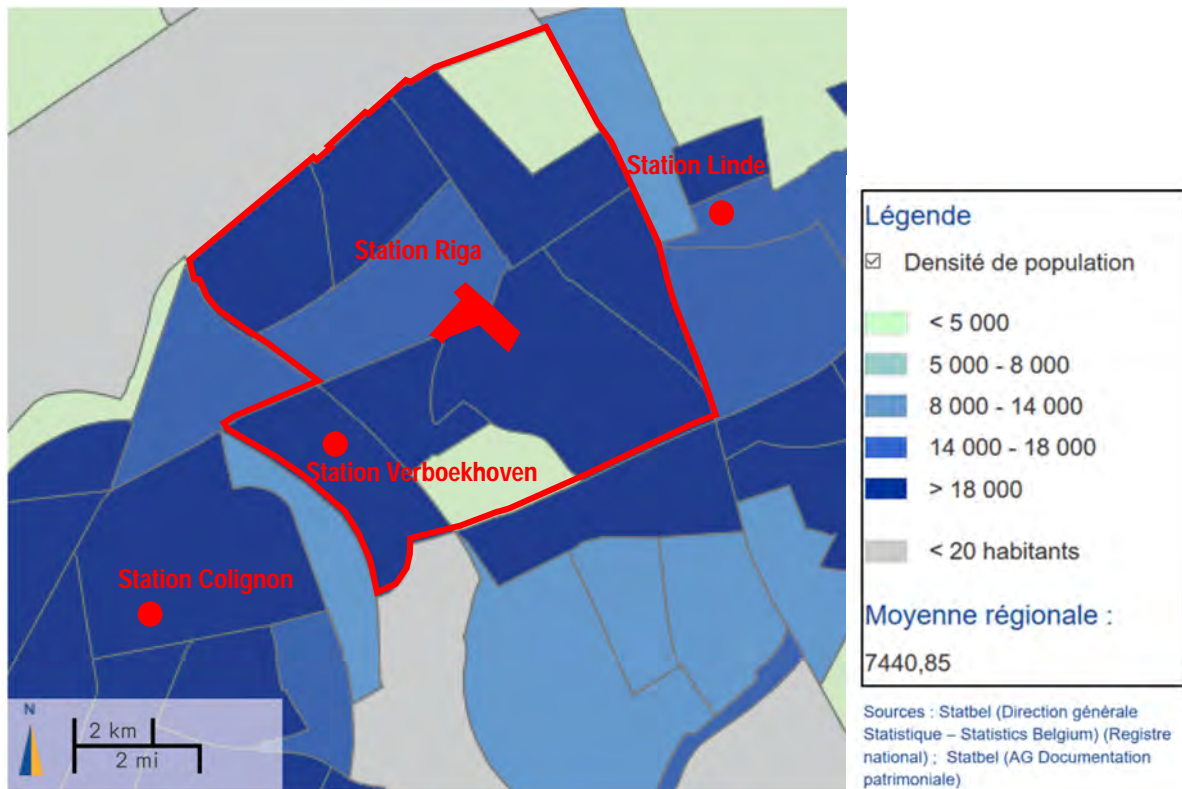 Station Linde
Station Riga
Station Verboekhoven
Station Colignon
N
2 km
2 mi
Légende
Densité de population
< 5 000
5 000 - 8 000
8 000 - 14 000
14 000 - 18 000
> 18 000
< 20 habitants
Moyenne régionale :
7440,85
Sources : Statbel (Direction générale
Statistique – Statistics Belgium) (Registre
national) ; Statbel (AG Documentation
patrimoniale)